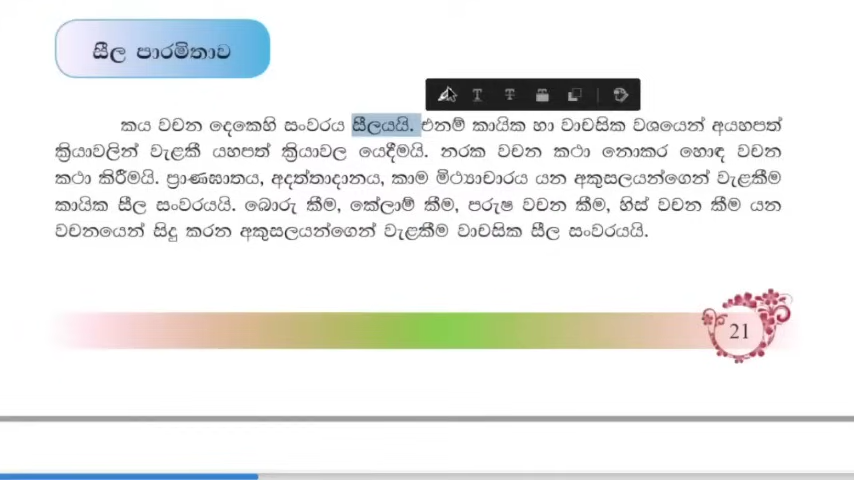 සීල පාරමිතාව
කය වචන දෙකෙහි සංවරය සීලයයි. එනම් කායික හා වාචසික වශයෙන් අයහපත්
ක්‍රියාවලින් වැළකී යහපත් ක්‍රියාවල යෙදීමයි. නරක වචන කථා නොකර හොඳ වචන
කථා කිරීමයි. ප්‍රාණඝාතය, අදත්තාදානය, කාම මිථ්‍යාචාරය යන අකුසලයන්ගෙන් වැළකීම
කායික සීල සංවරයයි. බොරු කීම, කේලාම් කීම, පරුෂ වචන කීම, හිස් වචන කීම යන
වචනයෙන් සිදු කරන අකුසලයන්ගෙන් වැළකීම වාචසික සීල සංවරයයි.
21